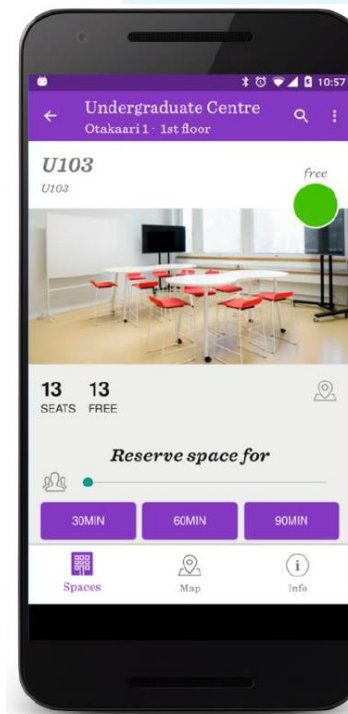 10:57
Undergraduate Centre
Otakaari 1 · 1st floor
U103
free
U103
13 13
SEATS FREE
Reserve space for
30MIN 60MIN 90MIN
Spaces Map Info